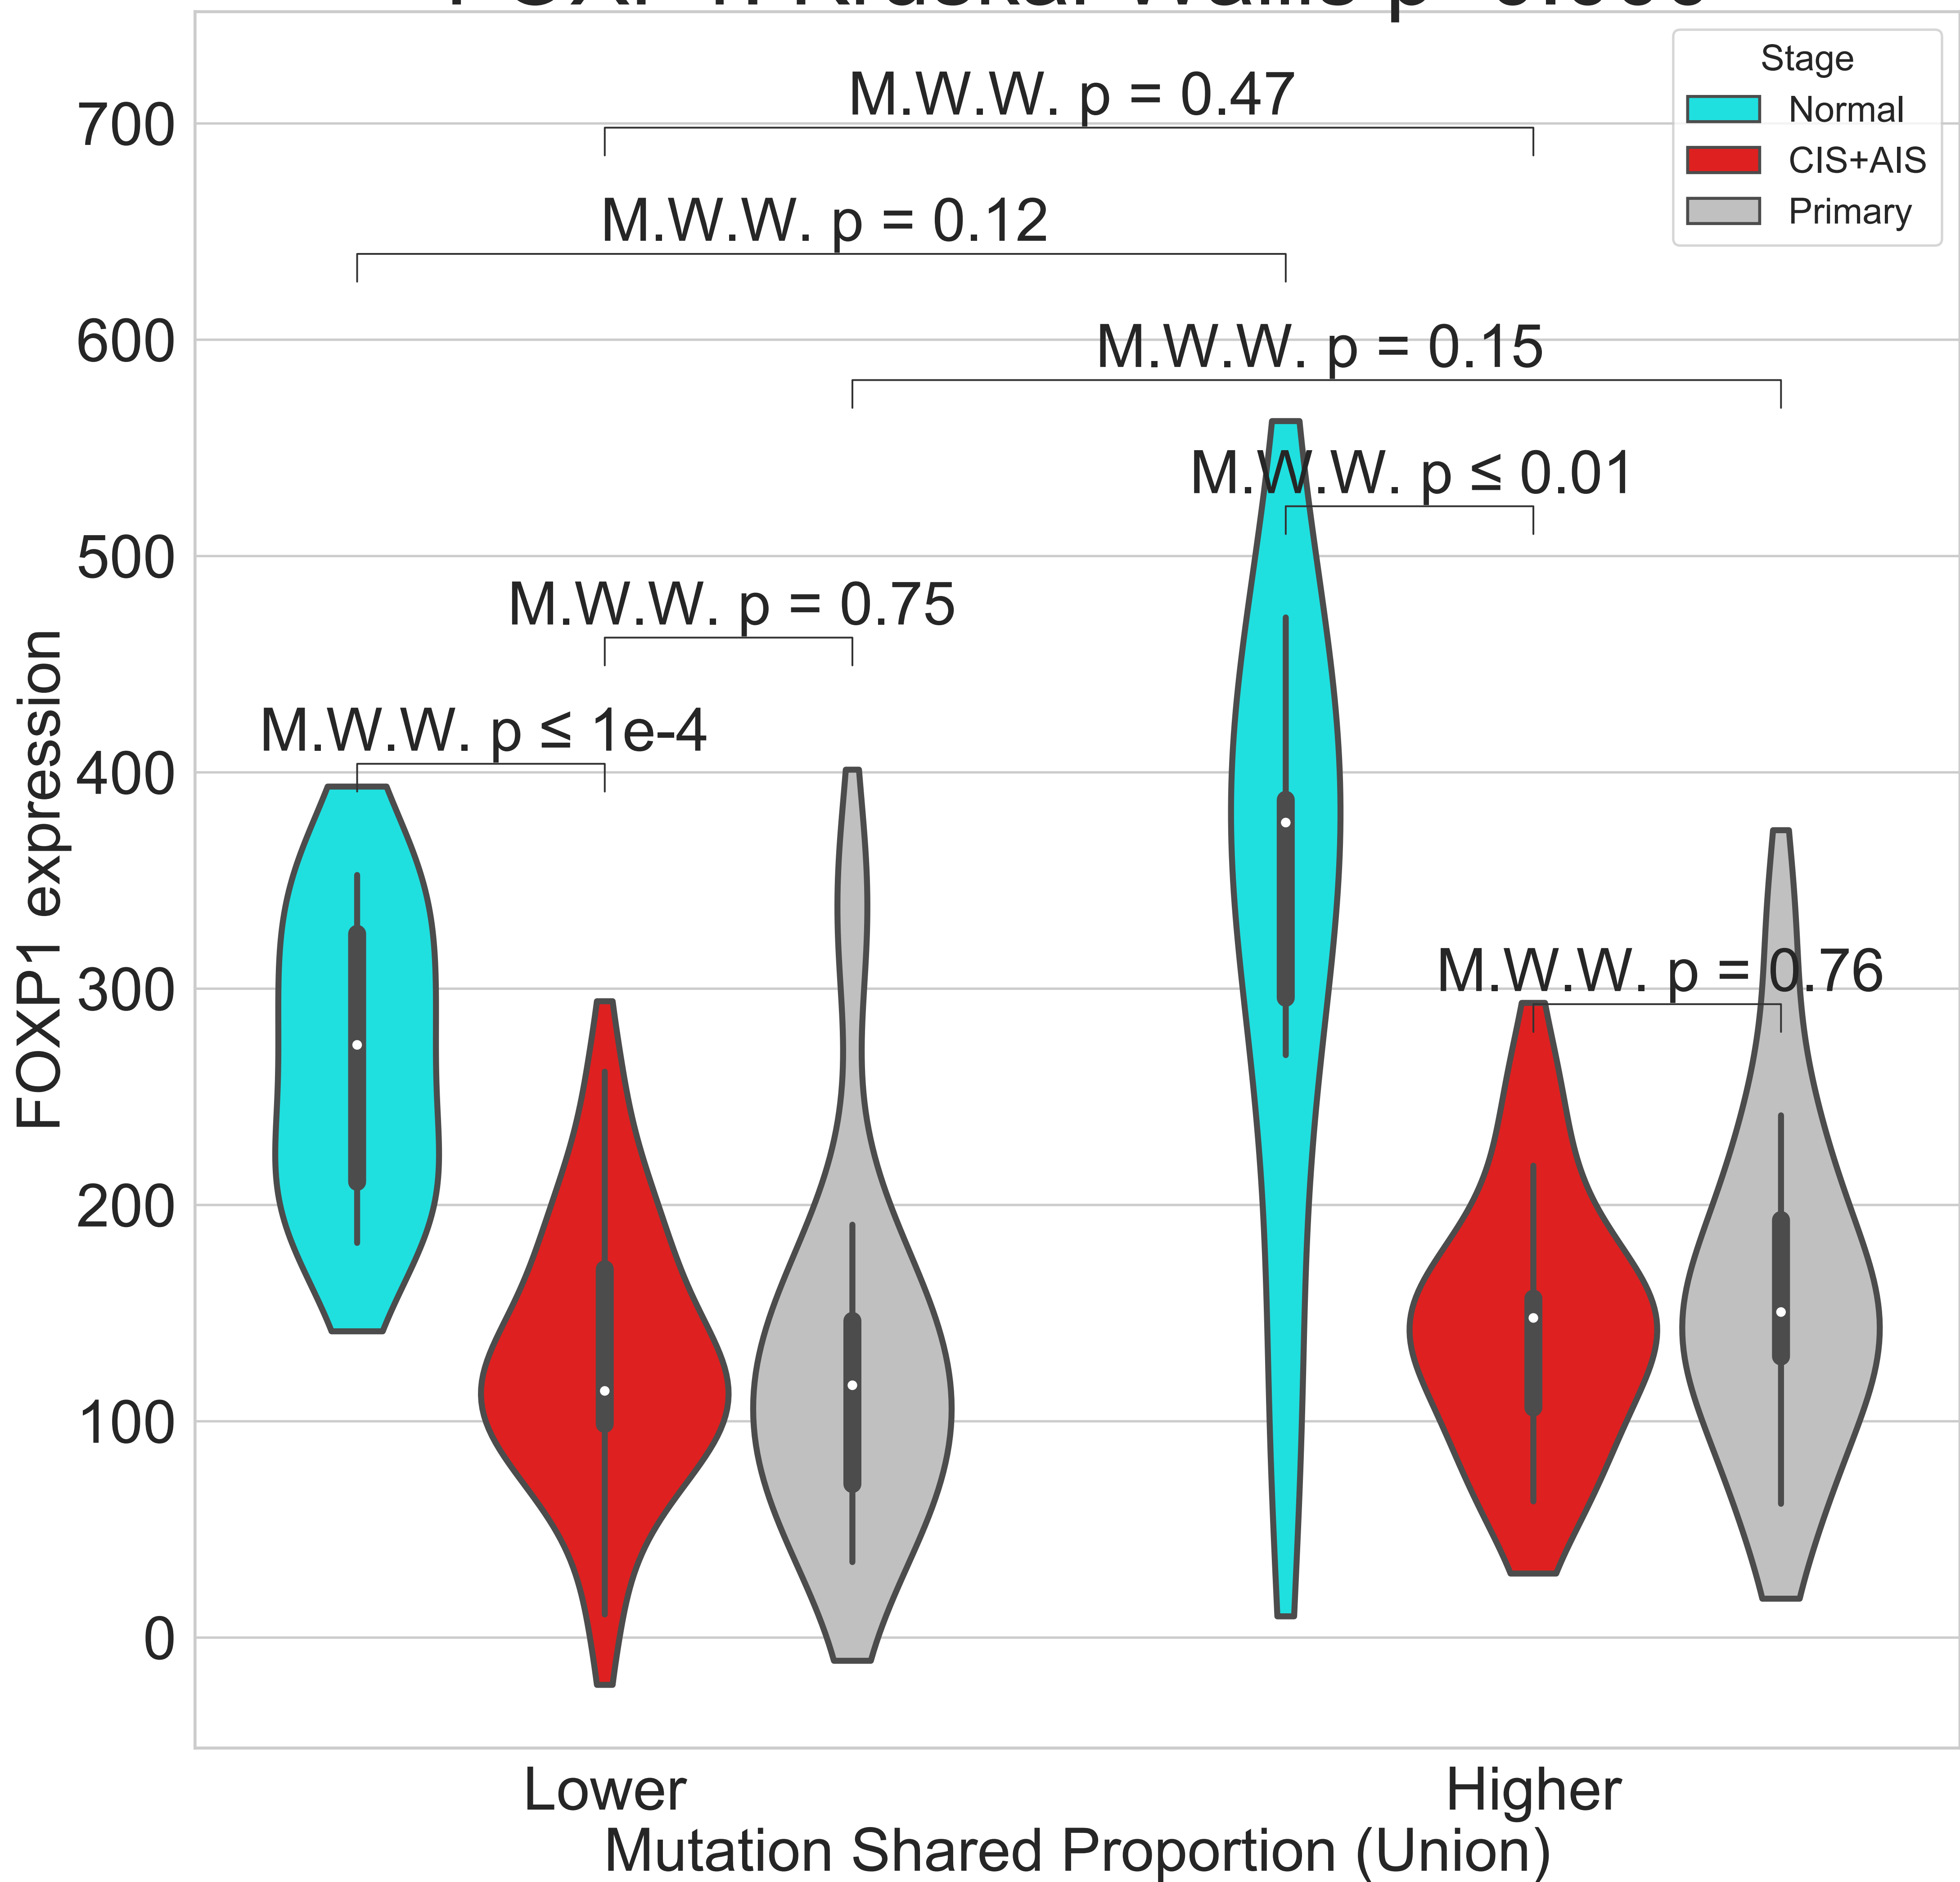 Stage
Normal
CIS+AIS
Primary
M.W.W. p = 0.47
M.W.W. p = 0.12
M.W.W. p = 0.15
M.W.W. p ≤ 0.01
M.W.W. p = 0.75
M.W.W. p ≤ 1e-4
M.W.W. p = 0.76
700
600
500
400
300
200
100
0
FOXP1 expression
Lower
Higher
Mutation Shared Proportion (Union)